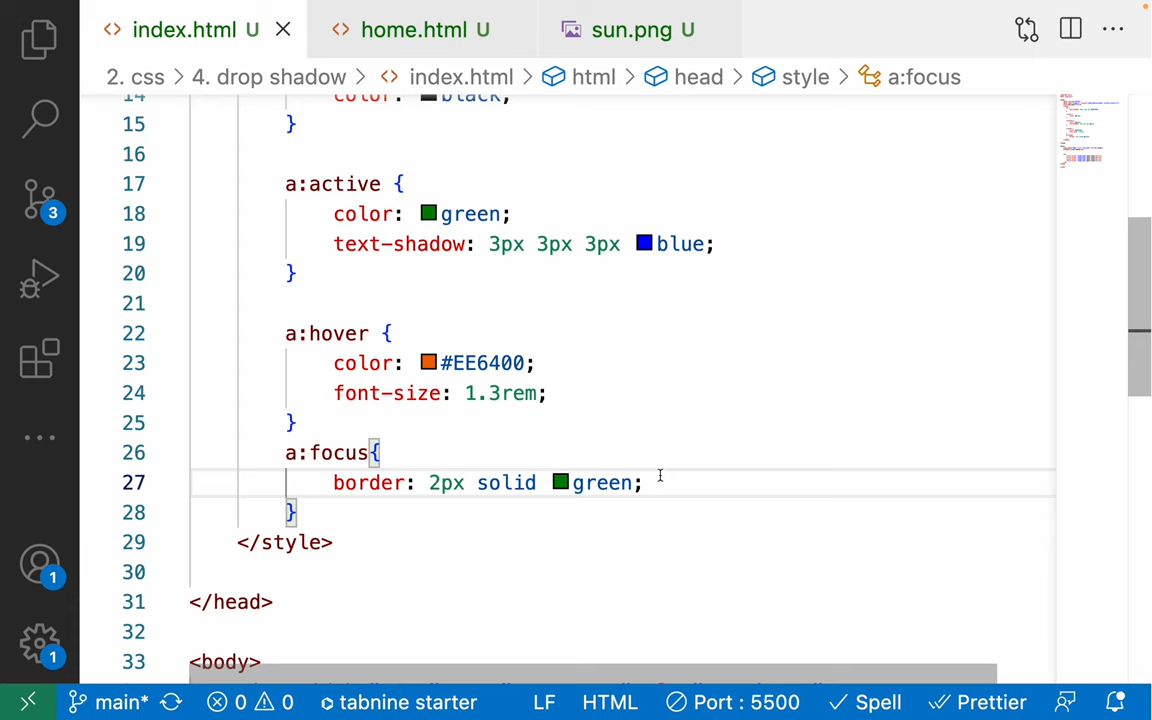 index.html U
home.html U
sun.png U
2. css > 4. drop shadow > index.html > html > head > style > a:focus
14 color: black;
15 }
16
17 a:active {
18 color: green;
19 text-shadow: 3px 3px 3px blue;
20 }
21
22 a:hover {
23 color: #EE6400;
24 font-size: 1.3rem;
25 }
26 a:focus{
27 border: 2px solid green;
28 }
29 </style>
30
31 </head>
32
33 <body>
3
1
1
main* 0 0 tabnine starter LF HTML Port : 5500 Spell Prettier